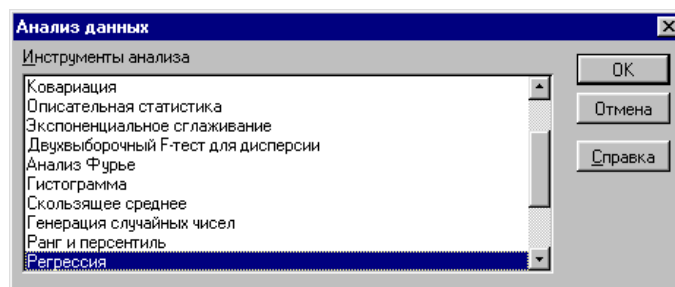 Анализ данных
Инструменты анализа
Ковариация
Описательная статистика
Экспоненциальное сглаживание
Двухвыборочный F-тест для дисперсии
Анализ Фурье
Гистограмма
Скользящее среднее
Генерация случайных чисел
Ранг и персентиль
Регрессия
OK
Отмена
Справка